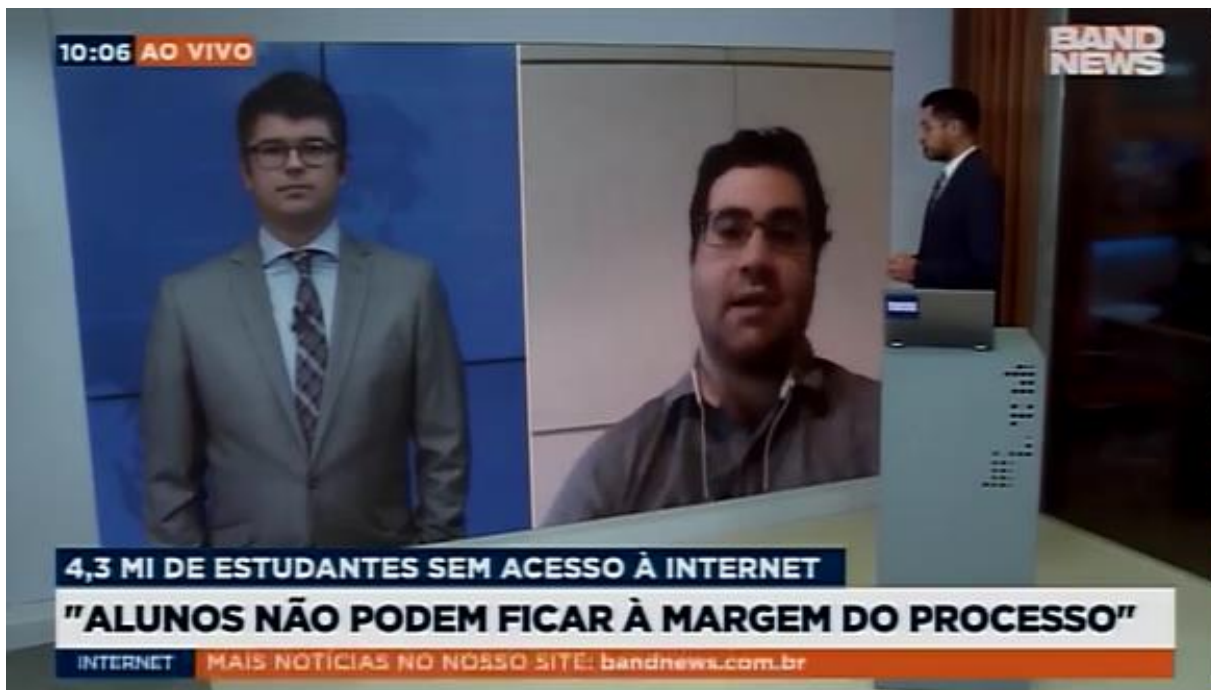 10:06 AO VIVO
BAND
NEWS
4,3 MI DE ESTUDANTES SEM ACESSO À INTERNET
"ALUNOS NÃO PODEM FICAR À MARGEM DO PROCESSO"
INTERNET MAIS NOTÍCIAS NO NOSSO SITE: bandnews.com.br